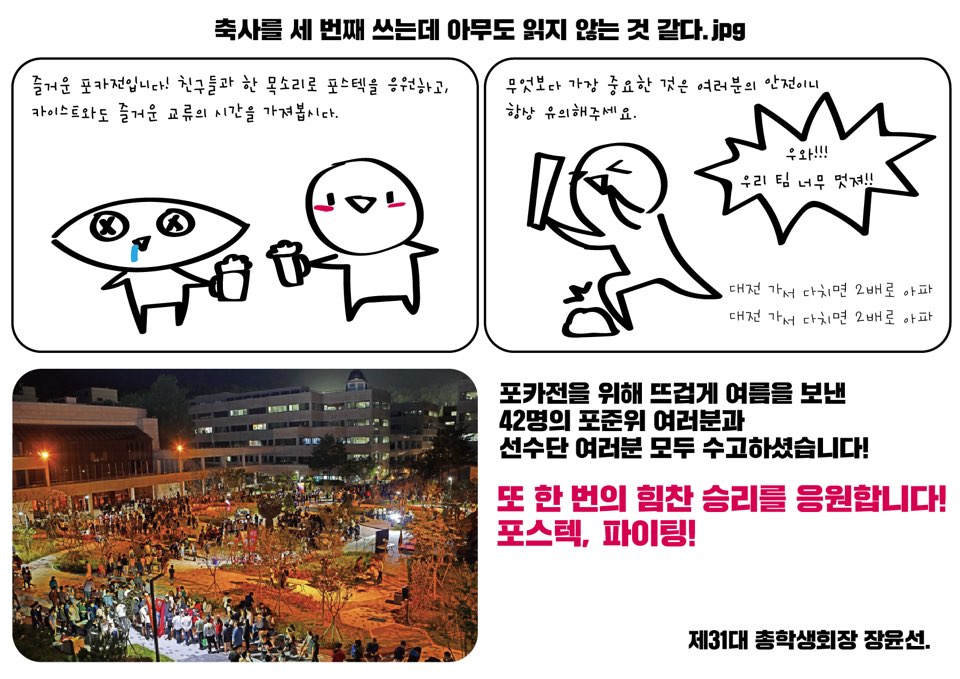 축사를 세 번째 쓰는데 아무도 읽지 않는 것 같다.jpg
즐거운 포카전입니다! 친구들과 한 목소리로 포스텍을 응원하고,
카이스트와도 즐거운 교류의 시간을 가져봅시다.
무엇보다 가장 중요한 것은 여러분의 안전이니
항상 유의해주세요.
우와!!!
우리 팀 너무 멋져!!
대전 가서 다치면 2배로 아파
대전 가서 다치면 2배로 아파
포카전을 위해 뜨겁게 여름을 보낸
42명의 포준위 여러분과
선수단 여러분 모두 수고하셨습니다!
또 한 번의 힘찬 승리를 응원합니다!
포스텍, 파이팅!
제31대 총학생회장 장윤선.